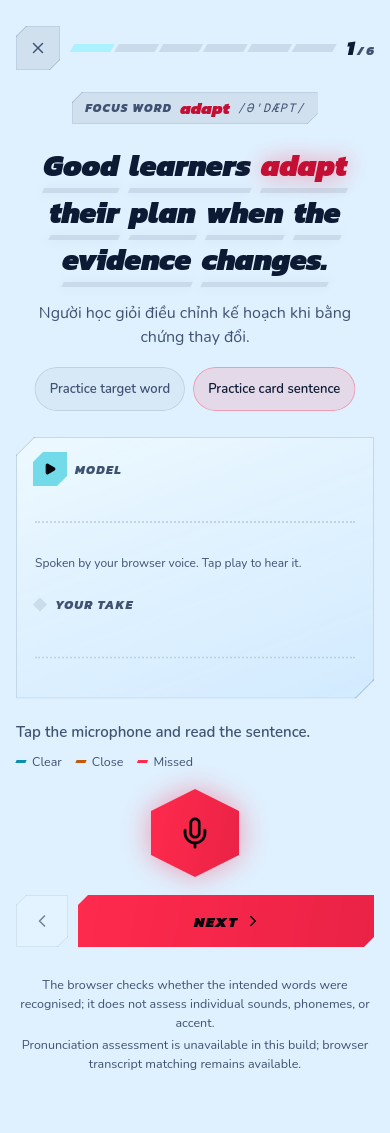 1/6
FOCUS WORD adapt /ə'dæpt/
Good learners adapt
their plan when the
evidence changes.
Người học giỏi điều chỉnh kế hoạch khi bằng
chứng thay đổi.
Practice target word
Practice card sentence
MODEL
Spoken by your browser voice. Tap play to hear it.
YOUR TAKE
Tap the microphone and read the sentence.
Clear
Close
Missed
NEXT
The browser checks whether the intended words were
recognised; it does not assess individual sounds, phonemes, or
accent.
Pronunciation assessment is unavailable in this build; browser
transcript matching remains available.